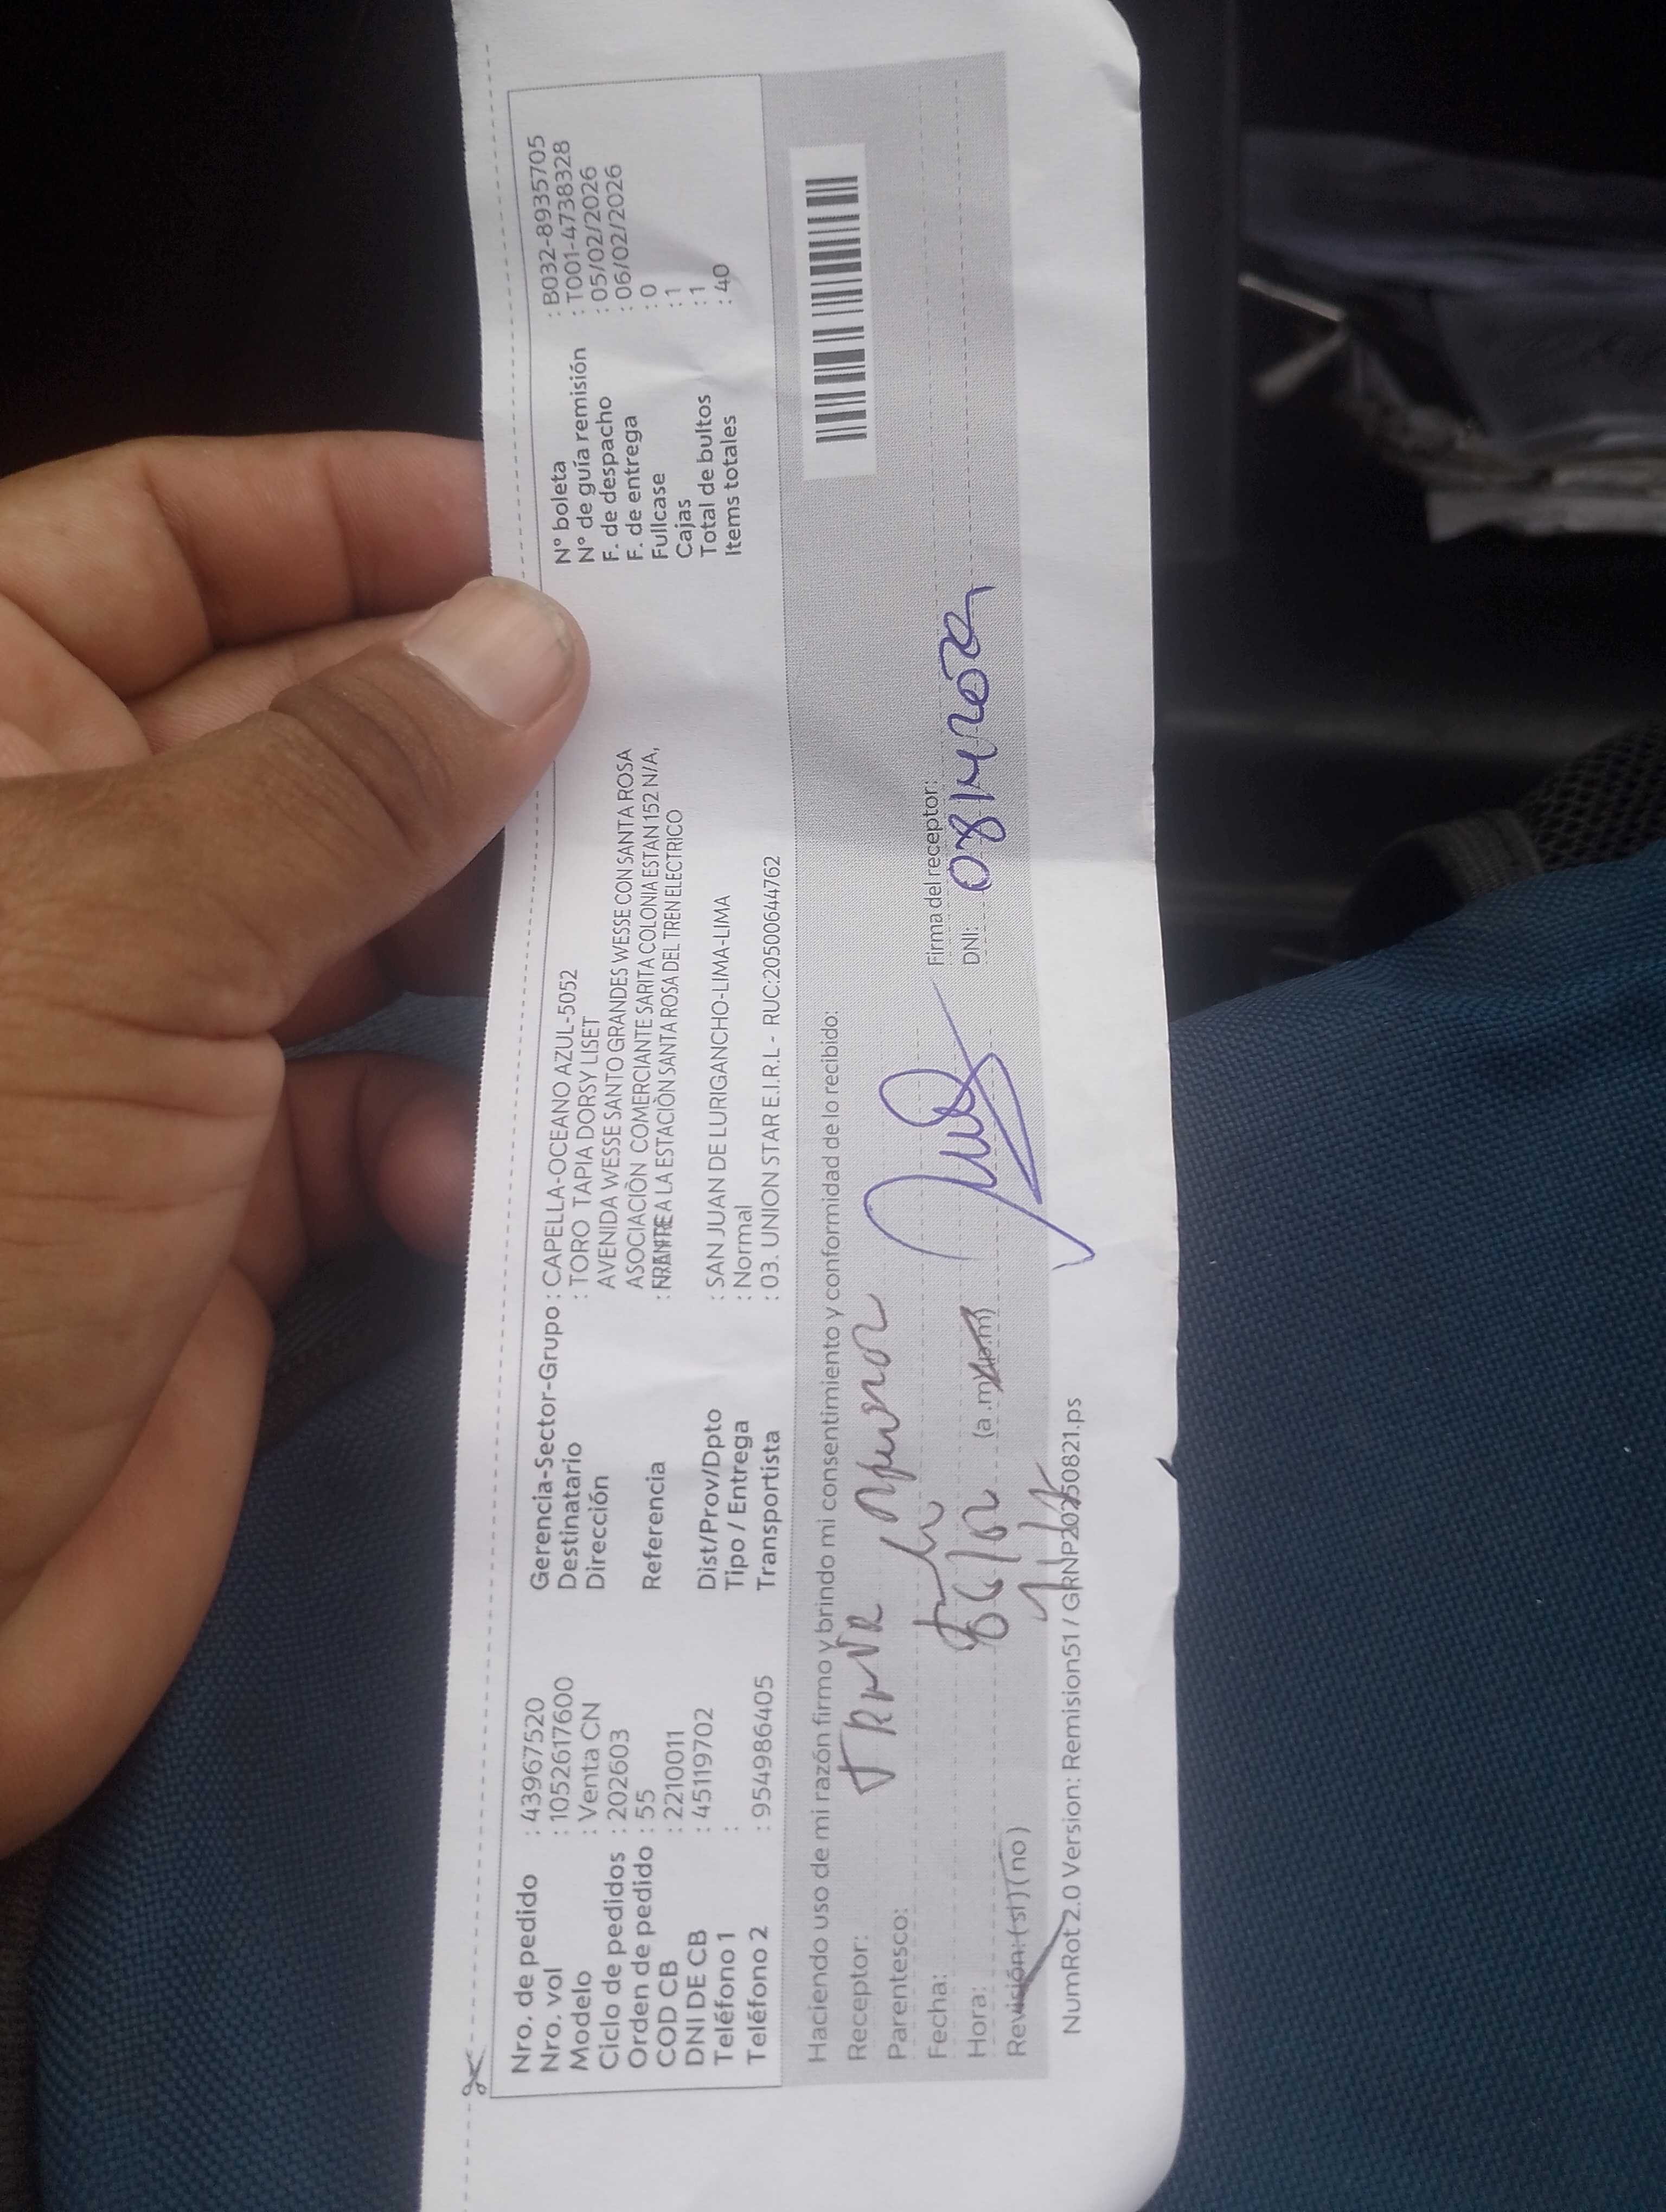 Nro. de pedido : 43967520
Nro. vol : 1052617600
Modelo : Venta CN
Ciclo de pedidos : 202603
Orden de pedido : 55
COD CB : 2210011
DNI DE CB : 45119702
Teléfono 1 :
Teléfono 2 : 954986405
Gerencia-Sector-Grupo : CAPELLA-OCEANO AZUL-5052
Destinatario : TORO TAPIA DORSY LISET
Dirección AVENIDA WESSE SANTO GRANDES WESSE CON SANTA ROSA
ASOCIACIÒN COMERCIANTE SARITA COLONIA ESTAN 152 N/A,
Referencia : A LA ESTACIÒN SANTA ROSA DEL TREN ELECTRICO
Dist/Prov/Dpto : SAN JUAN DE LURIGANCHO-LIMA-LIMA
Tipo / Entrega : Normal
Transportista : 03. UNION STAR E.I.R.L - RUC:20500644762
N° boleta : B032-8935705
N° de guía remisión : T001-4738328
F. de despacho : 05/02/2026
F. de entrega : 06/02/2026
Fullcase : 0
Cajas : 1
Total de bultos : 1
Items totales : 40
Haciendo uso de mi razón firmo y brindo mi consentimiento y conformidad de lo recibido:
Receptor:
Parentesco:
Fecha:
Hora: (a.m)(p.m)
Revisión: (si) (no)
Firma del receptor:
DNI:
NumRot 2.0 Version: Remision51 / GRNP20250821.ps